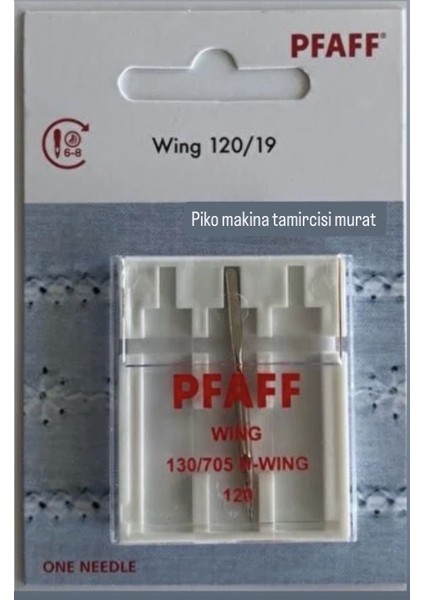 PFAFF®
6-8
Wing 120/19
Piko makina tamircisi murat
PFAFF
WING
130/705 H-WING
120
ONE NEEDLE